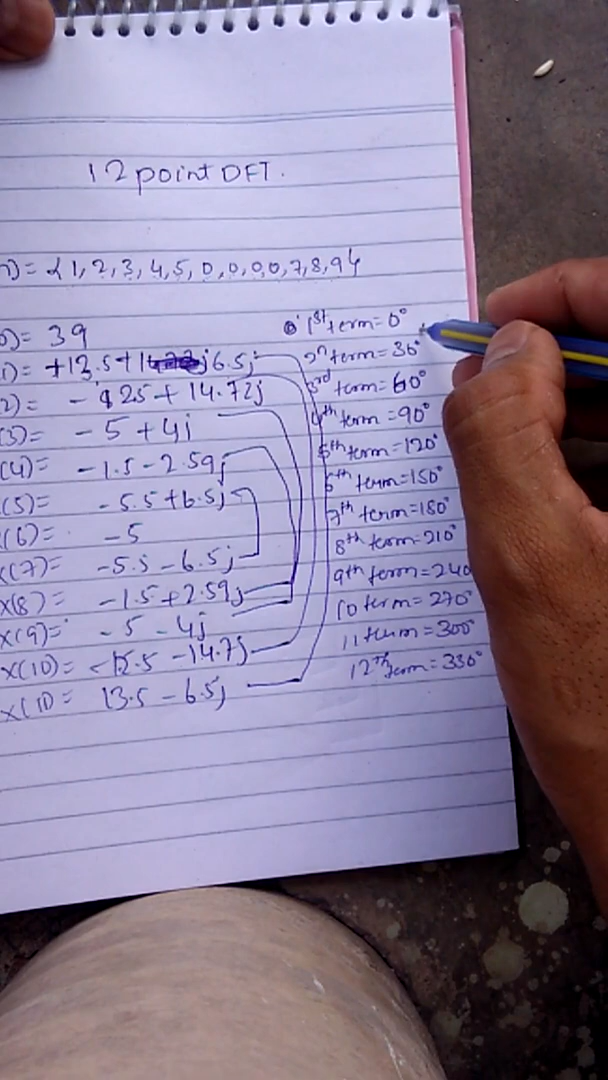 12 point DFT.
n) = {1, 2, 3, 4, 5, 0, 0, 0, 0, 7, 8, 9}
0) = 39
(1) = +13.5+ j6.5j
(2) = - 125 + 14.72j
(3) = - 5 + 4j
(4) = -1.5 - 2.59j
(5) = -5.5 + 6.5j
(6) = -5
(7) = -5.5 - 6.5j
x(8) = -1.5 + 2.59j
x(9) = - 5 - 4j
x(10) = -12.5 - 14.7j
x(11) = 13.5 - 6.5j
1st term = 0°
2n term = 30°
3rd term = 60°
4th term = 90°
5th term = 120°
6th term = 150°
7th term = 180°
8th term = 210°
9th term = 240
10 term = 270°
11 term = 300°
12th term = 330°